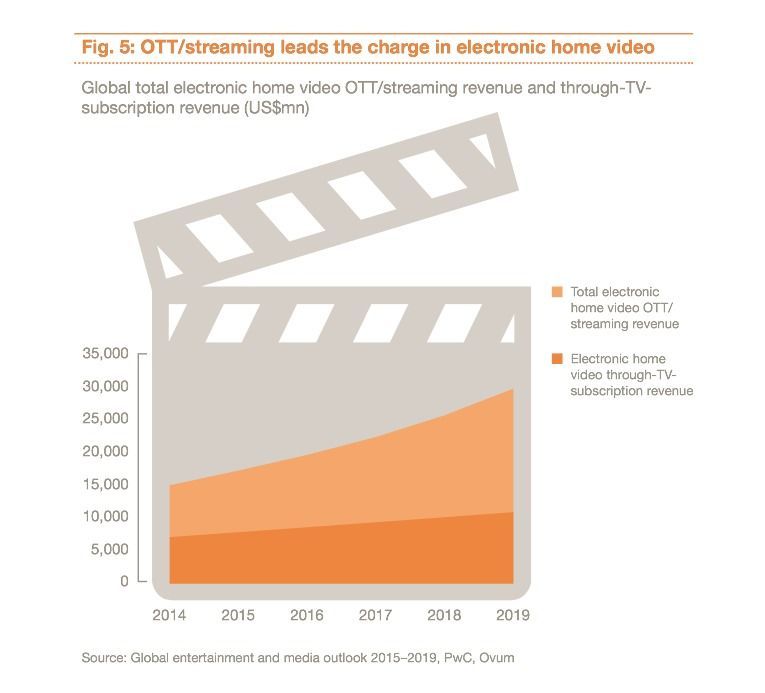 Fig. 5: OTT/streaming leads the charge in electronic home video
Global total electronic home video OTT/streaming revenue and through-TV-
subscription revenue (US$mn)
Total electronic
home video OTT/
streaming revenue
Electronic home
video through-TV-
subscription revenue
35,000
30,000
25,000
20,000
15,000
10,000
5,000
0
2014 2015 2016 2017 2018 2019
Source: Global entertainment and media outlook 2015–2019, PwC, Ovum